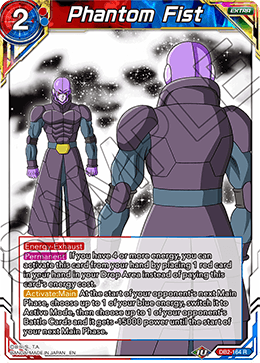 2
Phantom Fist
EXTRA
Energy-Exhaust
Permanent If you have 4 or more energy, you can
activate this card from your hand by placing 1 red card
in your hand in your Drop Area instead of paying this
card's energy cost.
Activate:Main At the start of your opponent's next Main
Phase, choose up to 1 of your blue energy, switch it to
Active Mode, then choose up to 1 of your opponent's
Battle Cards and it gets -15000 power until the start of
your next Main Phase.
DB2-164 R